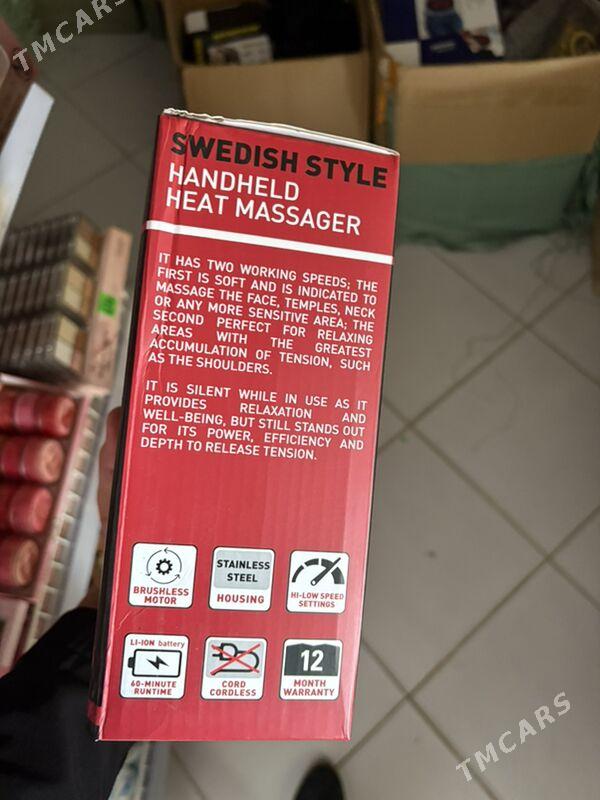 TMCARS
SWEDISH STYLE
HANDHELD
HEAT MASSAGER
IT HAS TWO WORKING SPEEDS; THE
FIRST IS SOFT AND IS INDICATED TO
MASSAGE THE FACE, TEMPLES, NECK
OR ANY MORE SENSITIVE AREA; THE
SECOND PERFECT FOR RELAXING
AREAS WITH THE GREATEST
ACCUMULATION OF TENSION, SUCH
AS THE SHOULDERS.
IT IS SILENT WHILE IN USE AS IT
PROVIDES RELAXATION AND
WELL-BEING, BUT STILL STANDS OUT
FOR ITS POWER, EFFICIENCY AND
DEPTH TO RELEASE TENSION.
BRUSHLESS
MOTOR
STAINLESS
STEEL
HOUSING
HI-LOW SPEED
SETTINGS
LI-ION battery
60-MINUTE
RUNTIME
CORD
CORDLESS
12
MONTH
WARRANTY
TMCARS